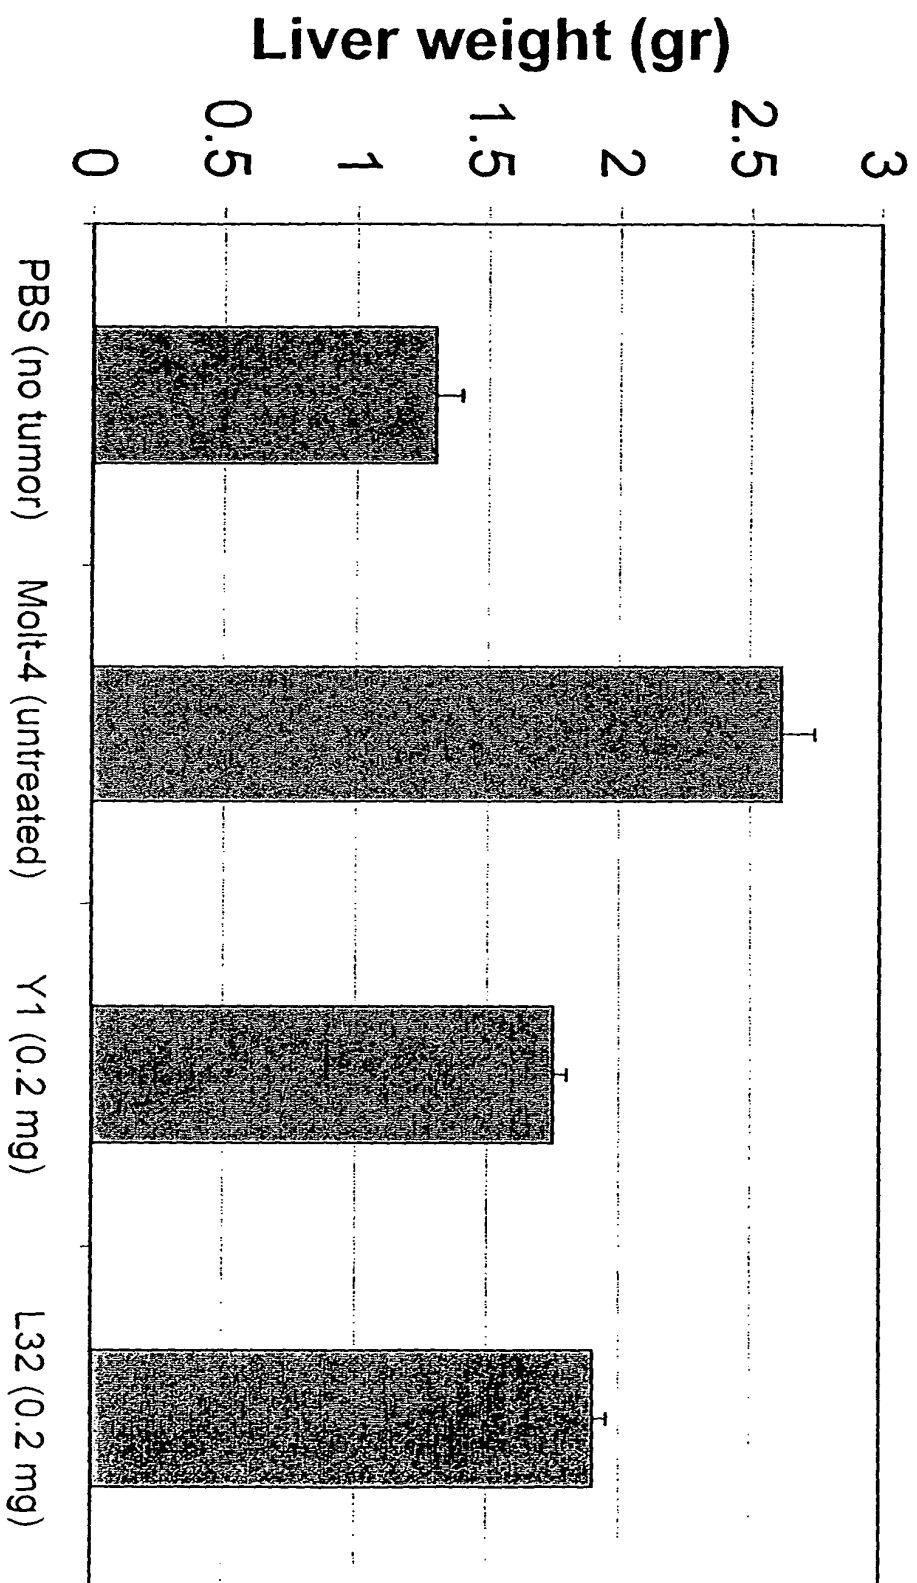 Liver weight (gr)
3
2.5
2
1.5
1
0.5
0
PBS (no tumor)
Molt-4 (untreated)
Y1 (0.2 mg)
L32 (0.2 mg)